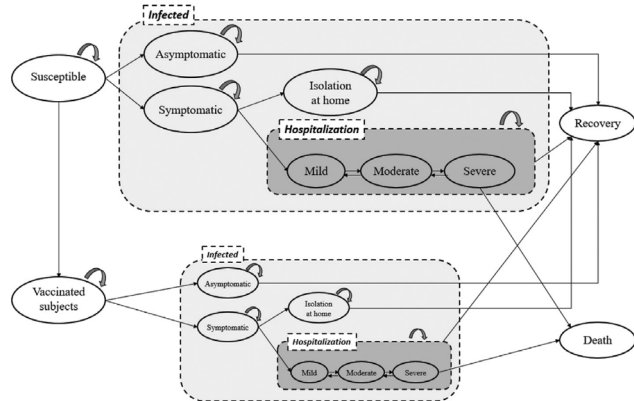 Infected
Asymptomatic
Susceptible
Symptomatic
Isolation
at home
Hospitalization
Recovery
Mild
Moderate
Severe
Infected
Asymptomatic
Vaccinated
subjects
Isolation
at home
Symptomatic
Hospitalization
Death
Mild
Moderate
Severe